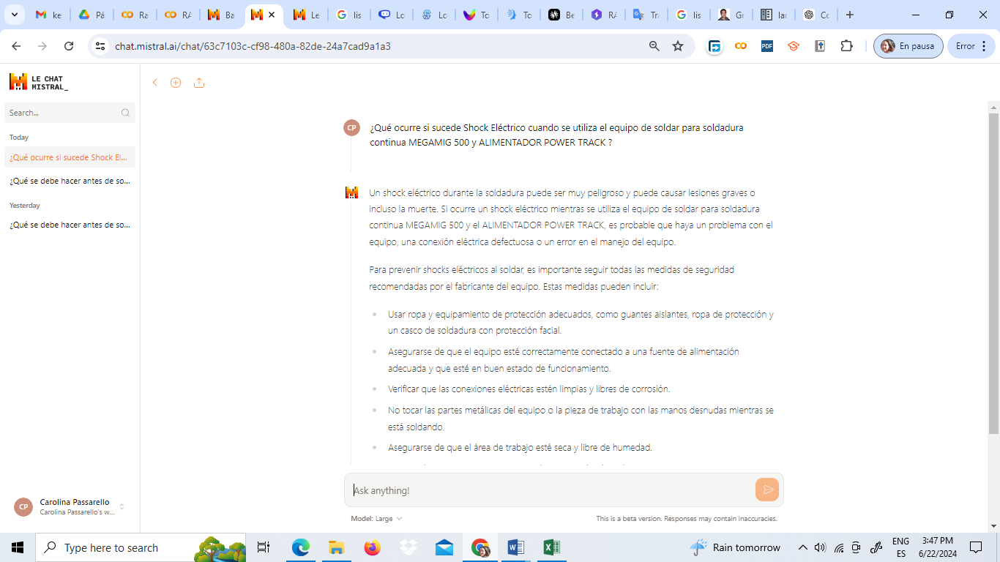 ke
Pá
Ra
RA
Ba
Le
lis
Lo
Lo
To
To
Be
RA
Tra
lis
Gr
lar
Co
chat.mistral.ai/chat/63c7103c-cf98-480a-82de-24a7cad9a1a3
PDF
En pausa
Error
LE CHAT
MISTRAL_
Search...
Today
¿Qué ocurre si sucede Shock El...
¿Qué se debe hacer antes de so...
Yesterday
¿Qué se debe hacer antes de so...
CP
¿Qué ocurre si sucede Shock Eléctrico cuando se utiliza el equipo de soldar para soldadura
continua MEGAMIG 500 y ALIMENTADOR POWER TRACK ?
Un shock eléctrico durante la soldadura puede ser muy peligroso y puede causar lesiones graves o
incluso la muerte. Si ocurre un shock eléctrico mientras se utiliza el equipo de soldar para soldadura
continua MEGAMIG 500 y el ALIMENTADOR POWER TRACK, es probable que haya un problema con el
equipo, una conexión eléctrica defectuosa o un error en el manejo del equipo.
Para prevenir shocks eléctricos al soldar, es importante seguir todas las medidas de seguridad
recomendadas por el fabricante del equipo. Estas medidas pueden incluir:
Usar ropa y equipamiento de protección adecuados, como guantes aislantes, ropa de protección y
un casco de soldadura con protección facial.
Asegurarse de que el equipo esté correctamente conectado a una fuente de alimentación
adecuada y que esté en buen estado de funcionamiento.
Verificar que las conexiones eléctricas estén limpias y libres de corrosión.
No tocar las partes metálicas del equipo o la pieza de trabajo con las manos desnudas mientras se
está soldando.
Asegurarse de que el área de trabajo esté seca y libre de humedad.
Ask anything!
Model: Large
This is a beta version. Responses may contain inaccuracies.
CP
Carolina Passarello
Carolina Passarello's w...
Type here to search
Rain tomorrow
ENG
ES
3:47 PM
6/22/2024